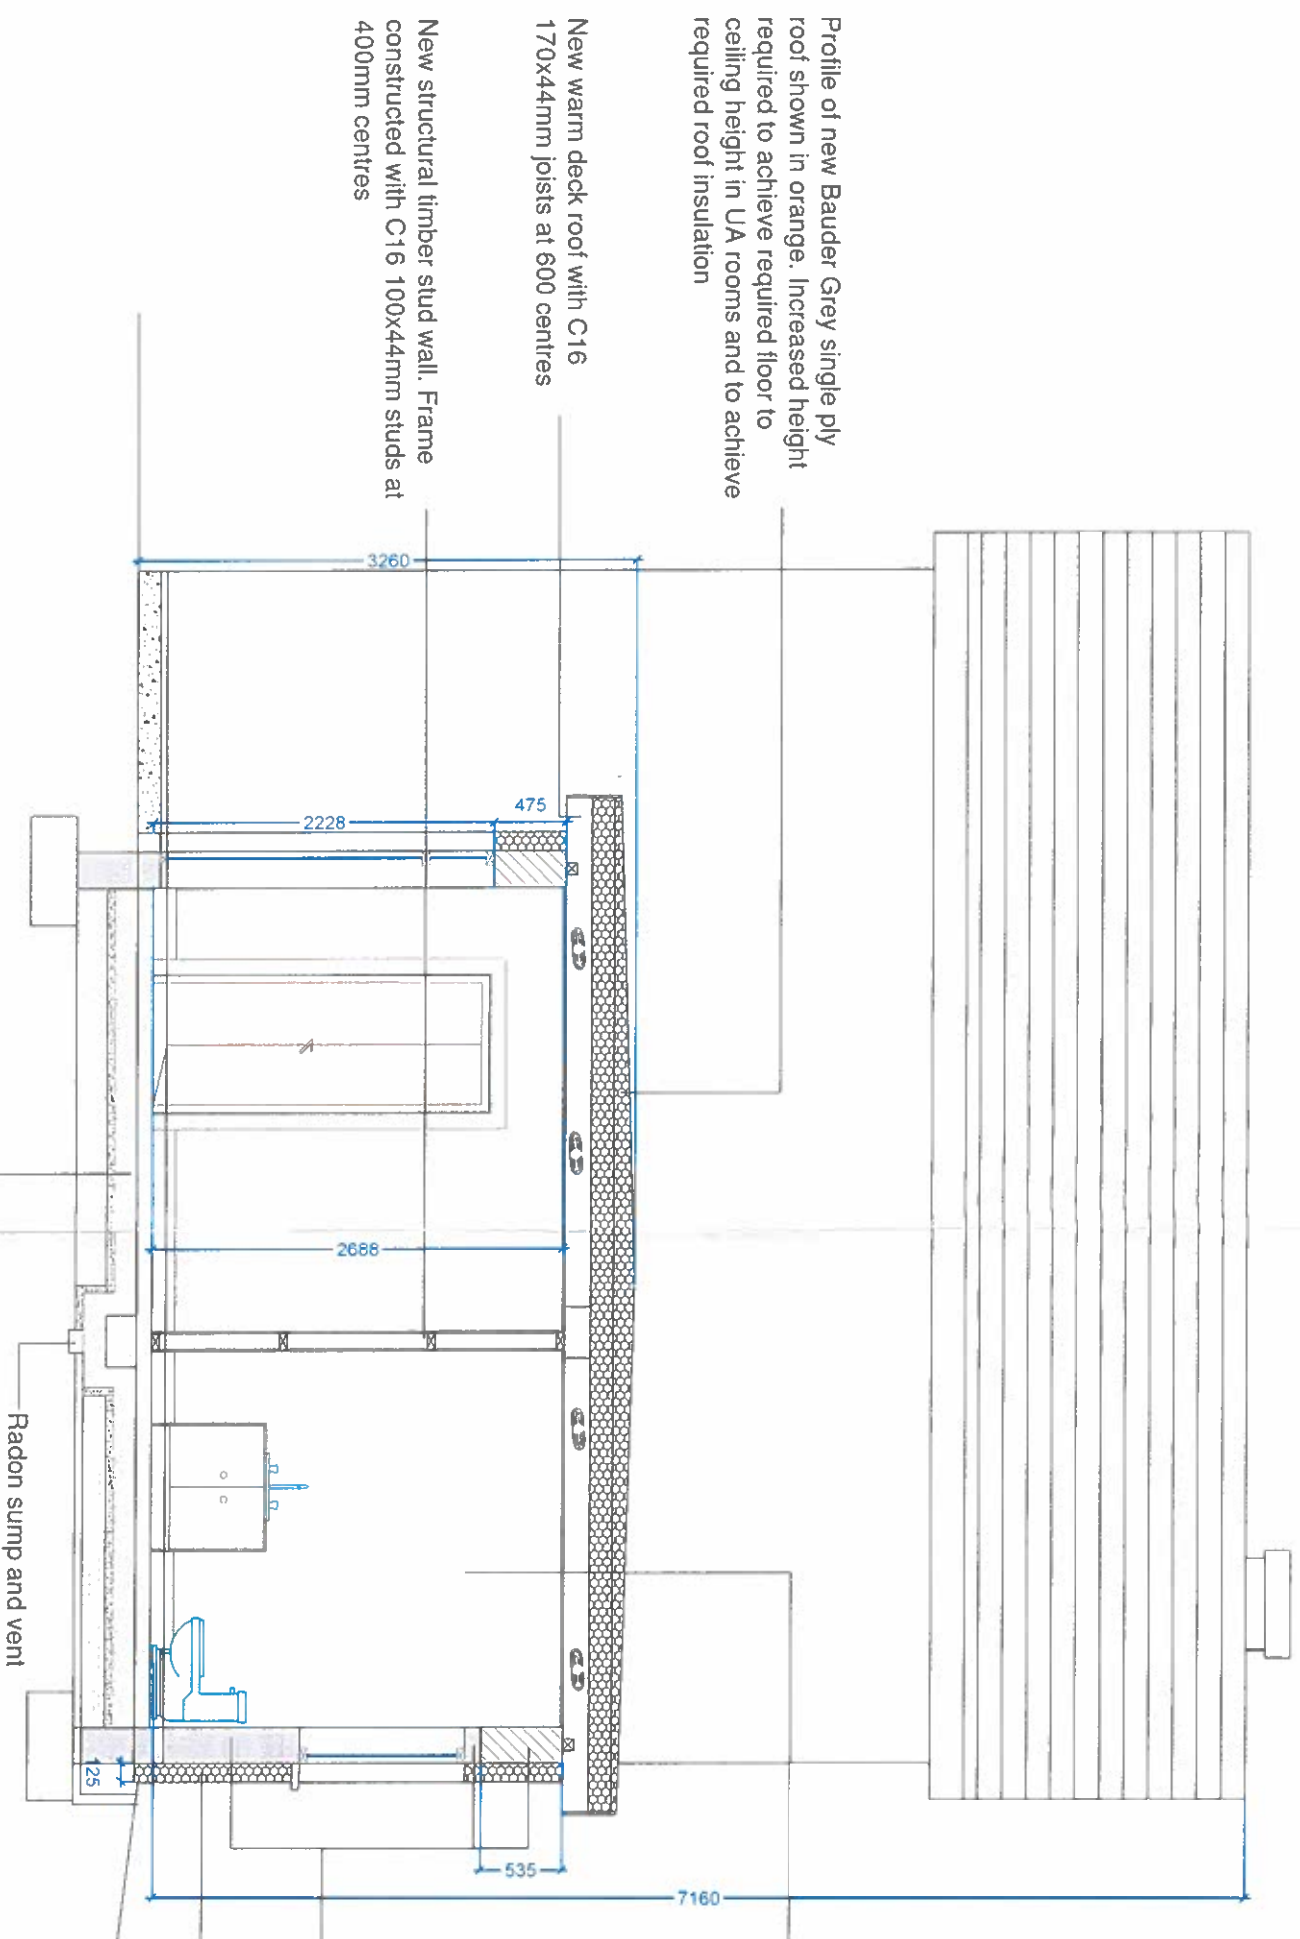 Profile of new Bauder Grey single ply
roof shown in orange. Increased height
required to achieve required floor to
ceiling height in UA rooms and to achieve
required roof insulation
New warm deck roof with C16
170x44mm joists at 600 centres
New structural timber stud wall. Frame
constructed with C16 100x44mm studs at
400mm centres
3260
475
2228
2688
535
7160
125
Radon sump and vent